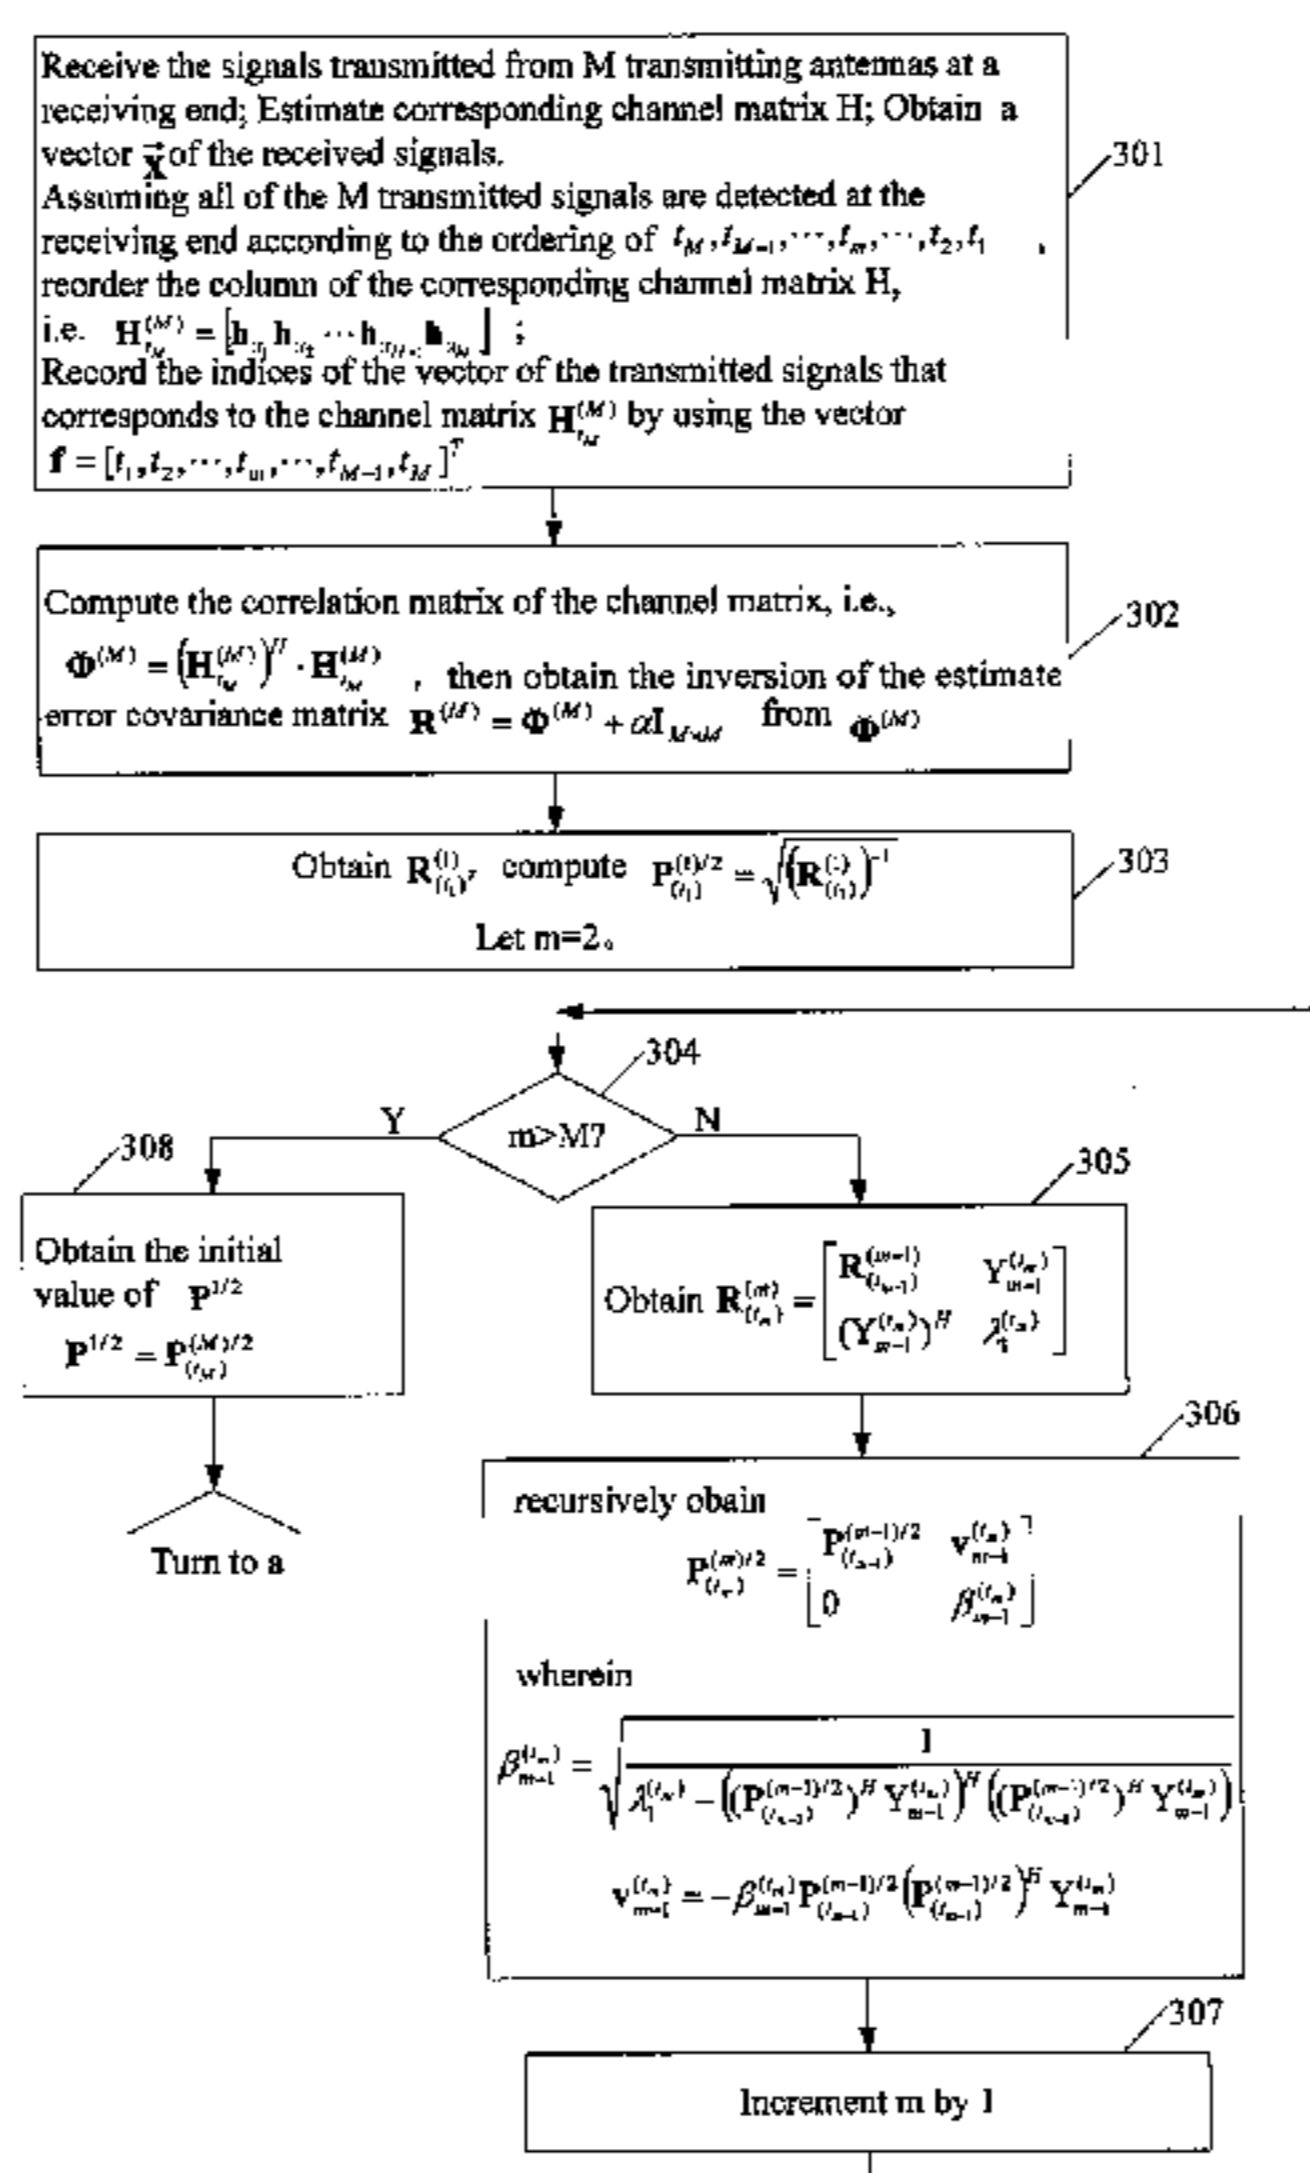 Receive the signals transmitted from M transmitting antennas at a
receiving end; Estimate corresponding channel matrix H; Obtain a
vector x⃗ of the received signals.
Assuming all of the M transmitted signals are detected at the
receiving end according to the ordering of t_M, t_{M-1}, ⋯, t_m, ⋯, t_2, t_1 ,
reorder the column of the corresponding channel matrix H,
i.e. H_{t_M}^{(M)} = [h_{:t_1} h_{:t_2} ⋯ h_{:t_{M-1}} h_{:t_M}] ;
Record the indices of the vector of the transmitted signals that
corresponds to the channel matrix H_{t_M}^{(M)} by using the vector
f = [t_1, t_2, ⋯, t_m, ⋯, t_{M-1}, t_M]^T
301
Compute the correlation matrix of the channel matrix, i.e.,
Φ^{(M)} = (H_{t_M}^{(M)})^H · H_{t_M}^{(M)} , then obtain the inversion of the estimate
error covariance matrix R^{(M)} = Φ^{(M)} + αI_{M×M} from Φ^{(M)}
302
Obtain R_{(t_1)}^{(1)}, compute P_{(t_1)}^{(1)/2} = √((R_{(t_1)}^{(1)})^{-1})
Let m=2。
303
304
m>M?
Y
N
308
Obtain the initial
value of P^{1/2}
P^{1/2} = P_{(t_M)}^{(M)/2}
Turn to a
305
Obtain R_{(t_m)}^{(m)} = [R_{(t_{m-1})}^{(m-1)} Y_{m-1}^{(t_m)}
(Y_{m-1}^{(t_m)})^H λ_1^{(t_m)}]
306
recursively obain
P_{(t_m)}^{(m)/2} = [P_{(t_{m-1})}^{(m-1)/2} v_{m-1}^{(t_m)}
0 β_{m-1}^{(t_m)}]
wherein
β_{m-1}^{(t_m)} = √(1 / (λ_1^{(t_m)} − ((P_{(t_{m-1})}^{(m-1)/2})^H Y_{m-1}^{(t_m)})^H ((P_{(t_{m-1})}^{(m-1)/2})^H Y_{m-1}^{(t_m)})))
v_{m-1}^{(t_m)} = −β_{m-1}^{(t_m)} P_{(t_{m-1})}^{(m-1)/2} (P_{(t_{m-1})}^{(m-1)/2})^H Y_{m-1}^{(t_m)}
307
Increment m by 1